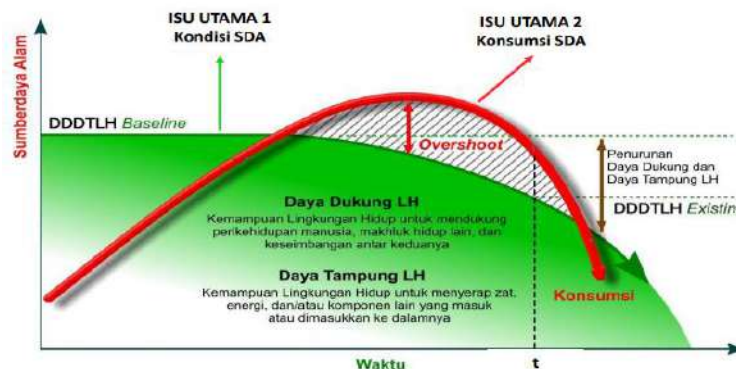 ISU UTAMA 1
Kondisi SDA
ISU UTAMA 2
Konsumsi SDA
Sumberdaya Alam
DDDTLH Baseline
Overshoot
Penurunan
Daya Dukung dan
Daya Tampung LH
DDDTLH Existin
Daya Dukung LH
Kemampuan Lingkungan Hidup untuk mendukung
perikehidupan manusia, makhluk hidup lain, dan
keseimbangan antar keduanya
Daya Tampung LH
Kemampuan Lingkungan Hidup untuk menyerap zat,
energi, dan/atau komponen lain yang masuk
atau dimasukkan ke dalamnya
Konsumsi
Waktu
t